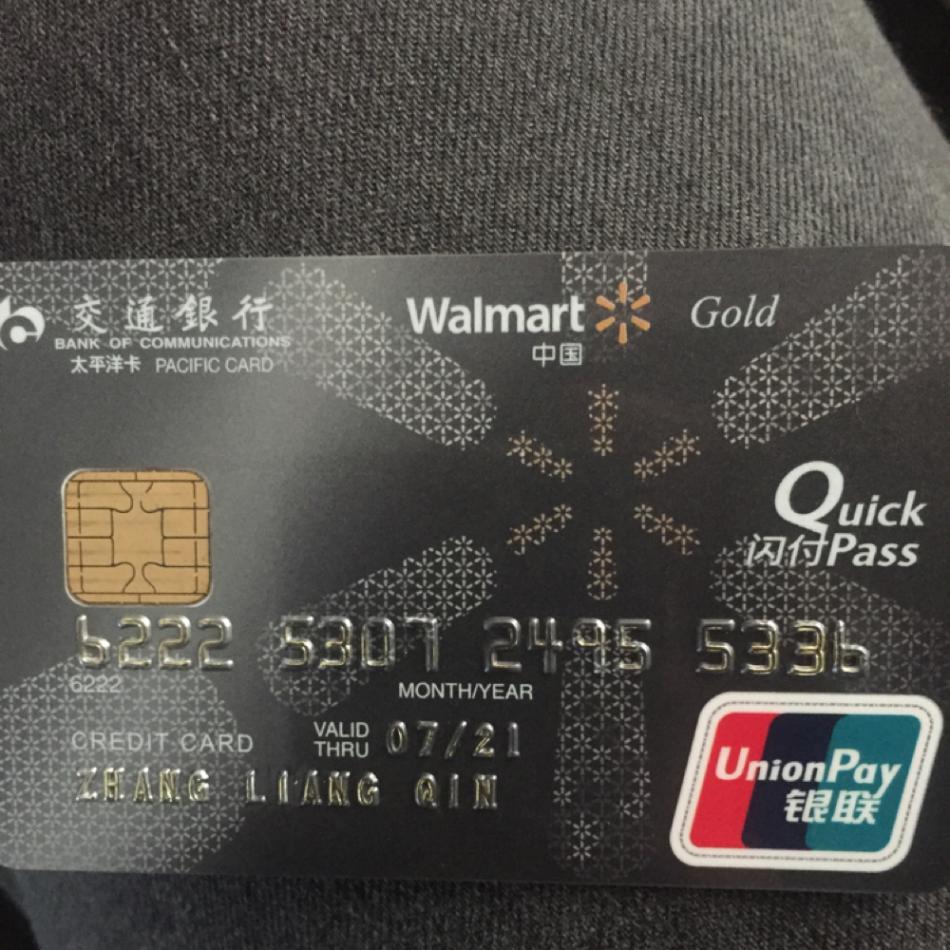 交通銀行
BANK OF COMMUNICATIONS
太平洋卡 PACIFIC CARD
Walmart Gold
中国
Quick
闪付Pass
6222 5307 2495 5336
6222
MONTH/YEAR
CREDIT CARD VALID THRU 07/21
ZHANG LIANG QIN
UnionPay
银联